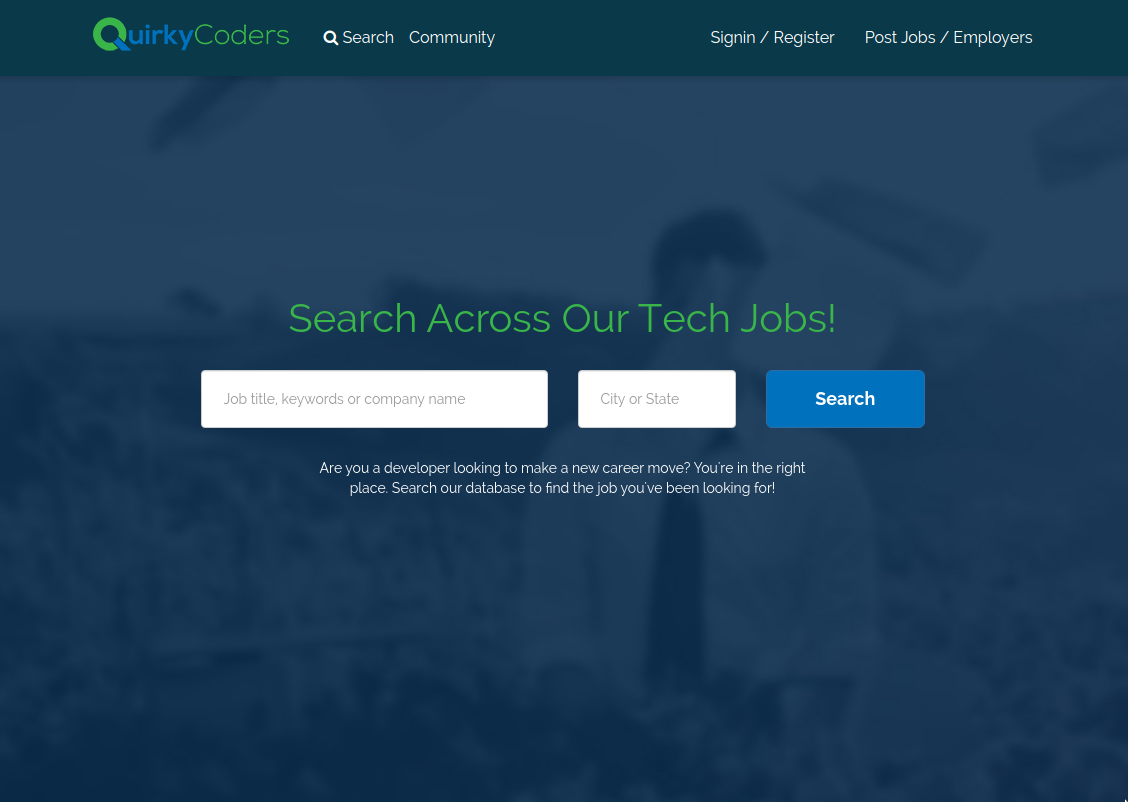 QuirkyCoders
Search Community
Signin / Register Post Jobs / Employers
Search Across Our Tech Jobs!
Job title, keywords or company name
City or State
Search
Are you a developer looking to make a new career move? You're in the right
place. Search our database to find the job you've been looking for!